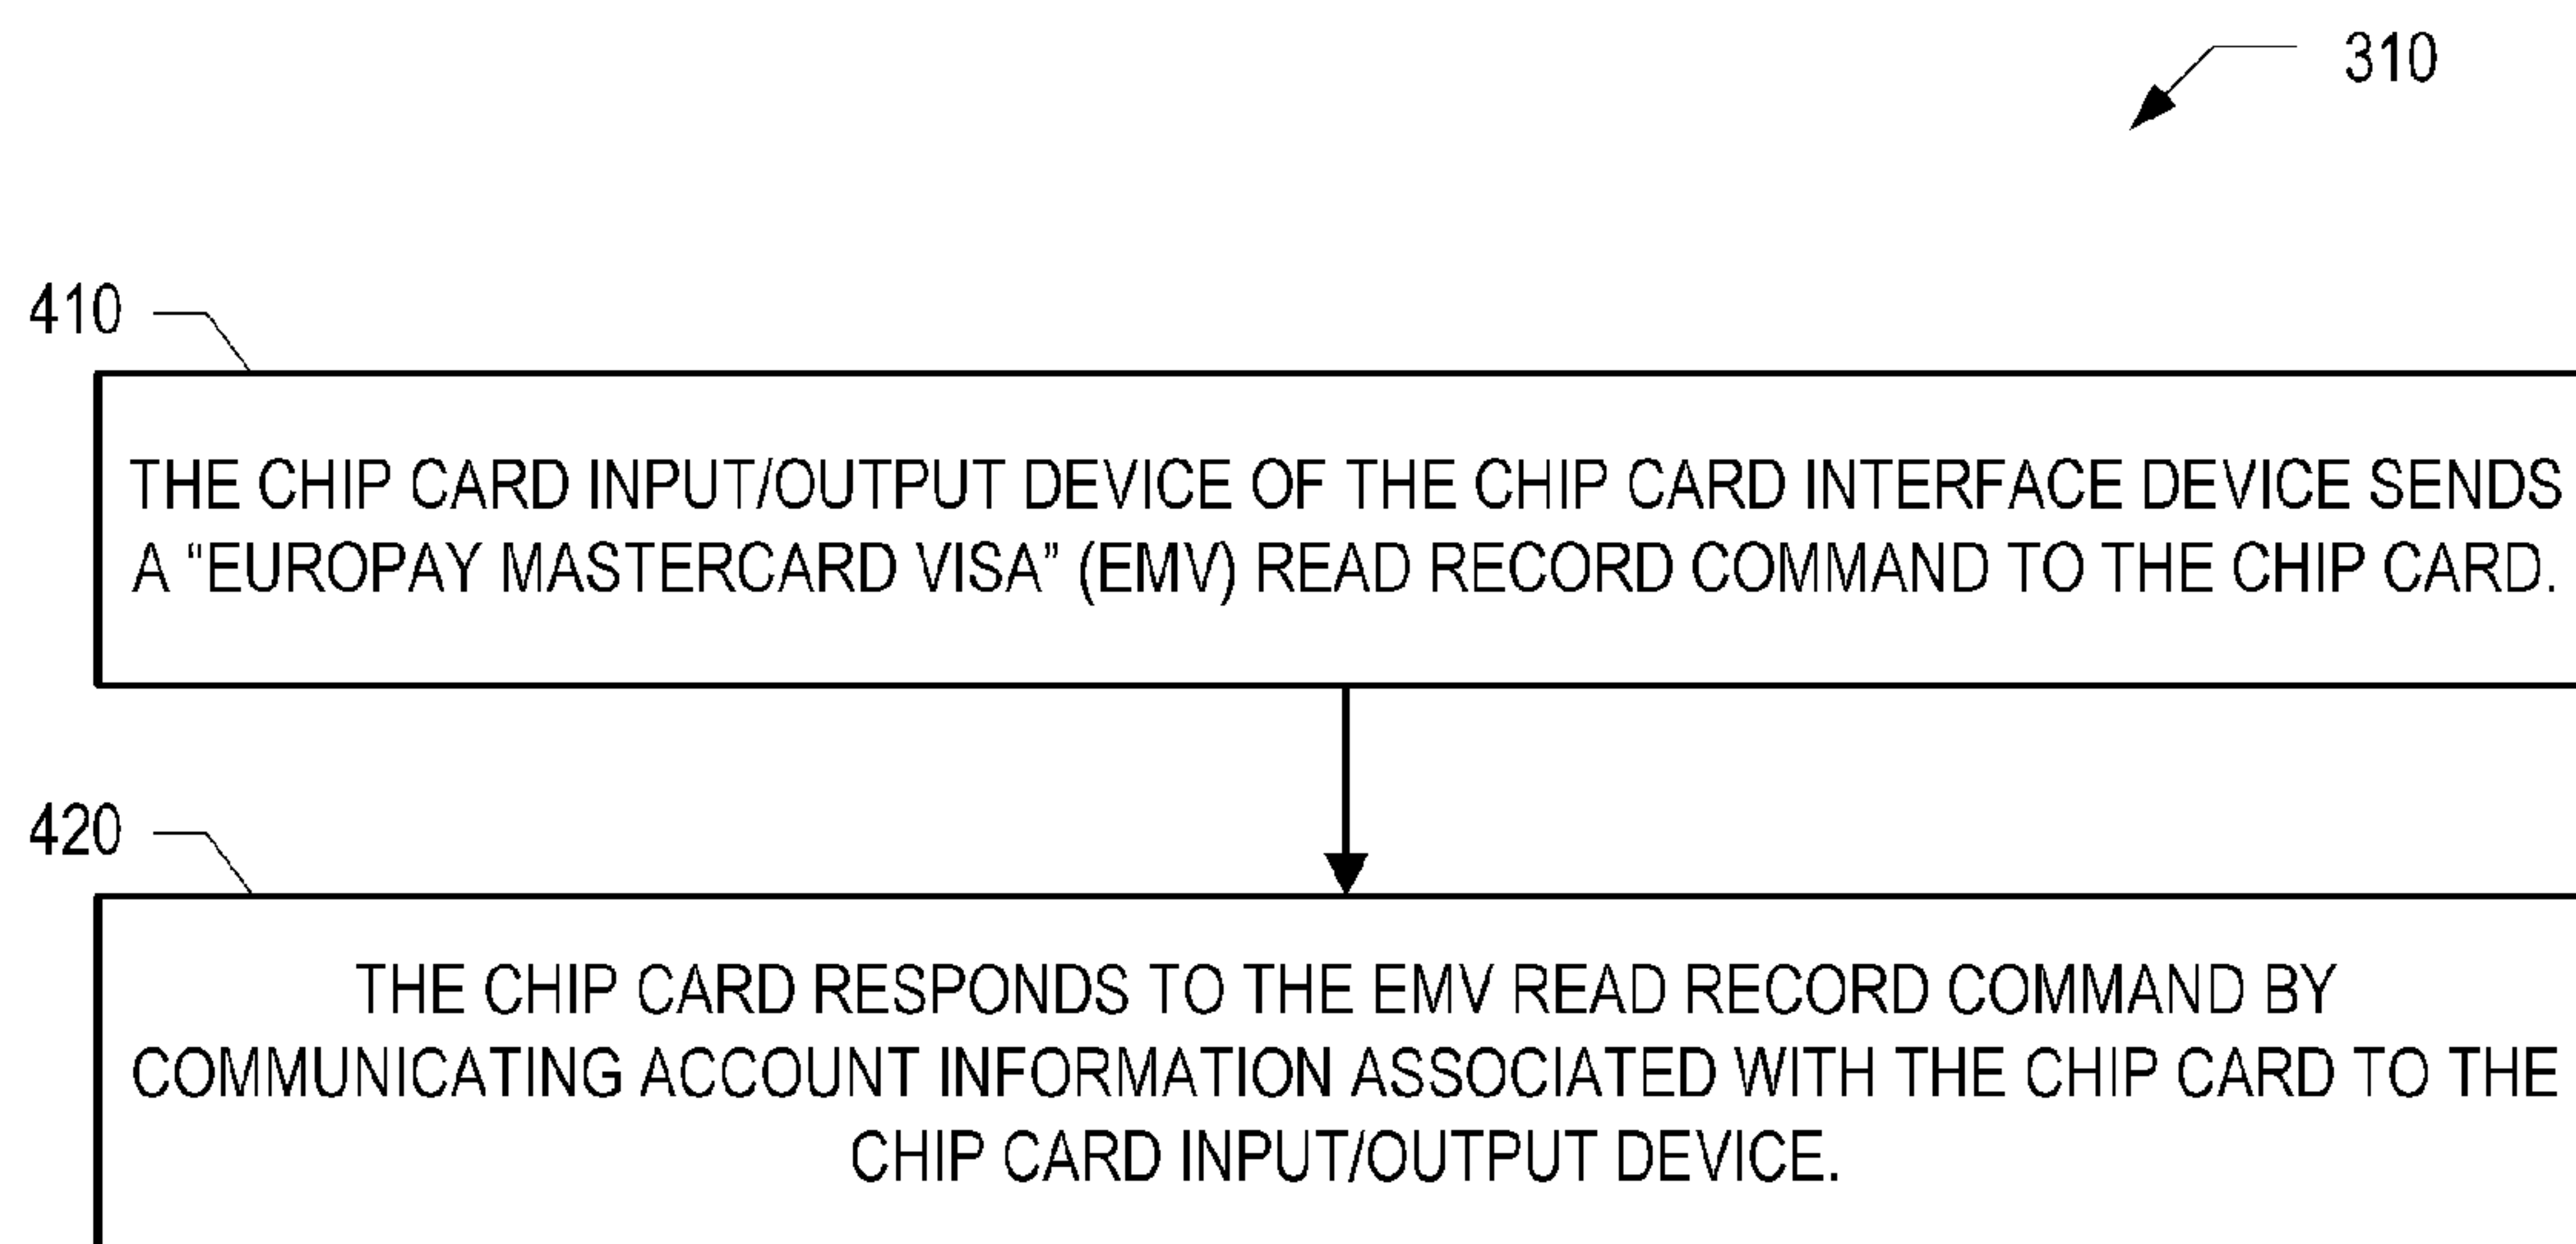 310
410
THE CHIP CARD INPUT/OUTPUT DEVICE OF THE CHIP CARD INTERFACE DEVICE SENDS
A “EUROPAY MASTERCARD VISA” (EMV) READ RECORD COMMAND TO THE CHIP CARD.
420
THE CHIP CARD RESPONDS TO THE EMV READ RECORD COMMAND BY
COMMUNICATING ACCOUNT INFORMATION ASSOCIATED WITH THE CHIP CARD TO THE
CHIP CARD INPUT/OUTPUT DEVICE.